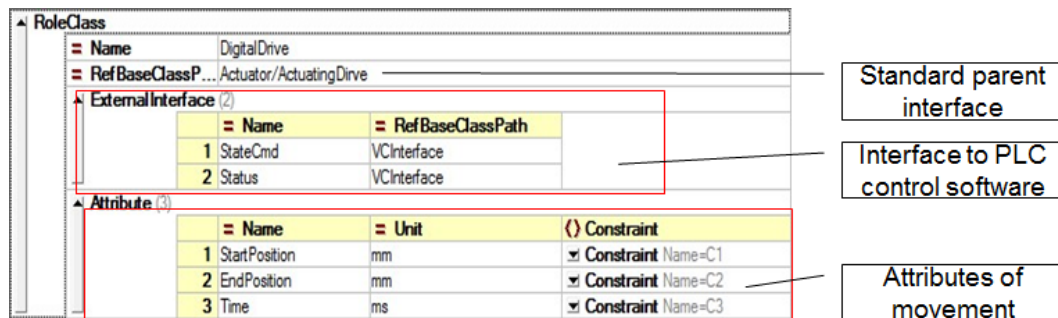 RoleClass
= Name DigitalDrive
= RefBaseClassP... Actuator/ActuatingDirve
Standard parent
interface
ExternalInterface (2)
= Name = RefBaseClassPath
1 StateCmd VCInterface
2 Status VCInterface
Interface to PLC
control software
Attribute (3)
= Name = Unit () Constraint
1 StartPosition mm Constraint Name=C1
2 EndPosition mm Constraint Name=C2
3 Time ms Constraint Name=C3
Attributes of
movement